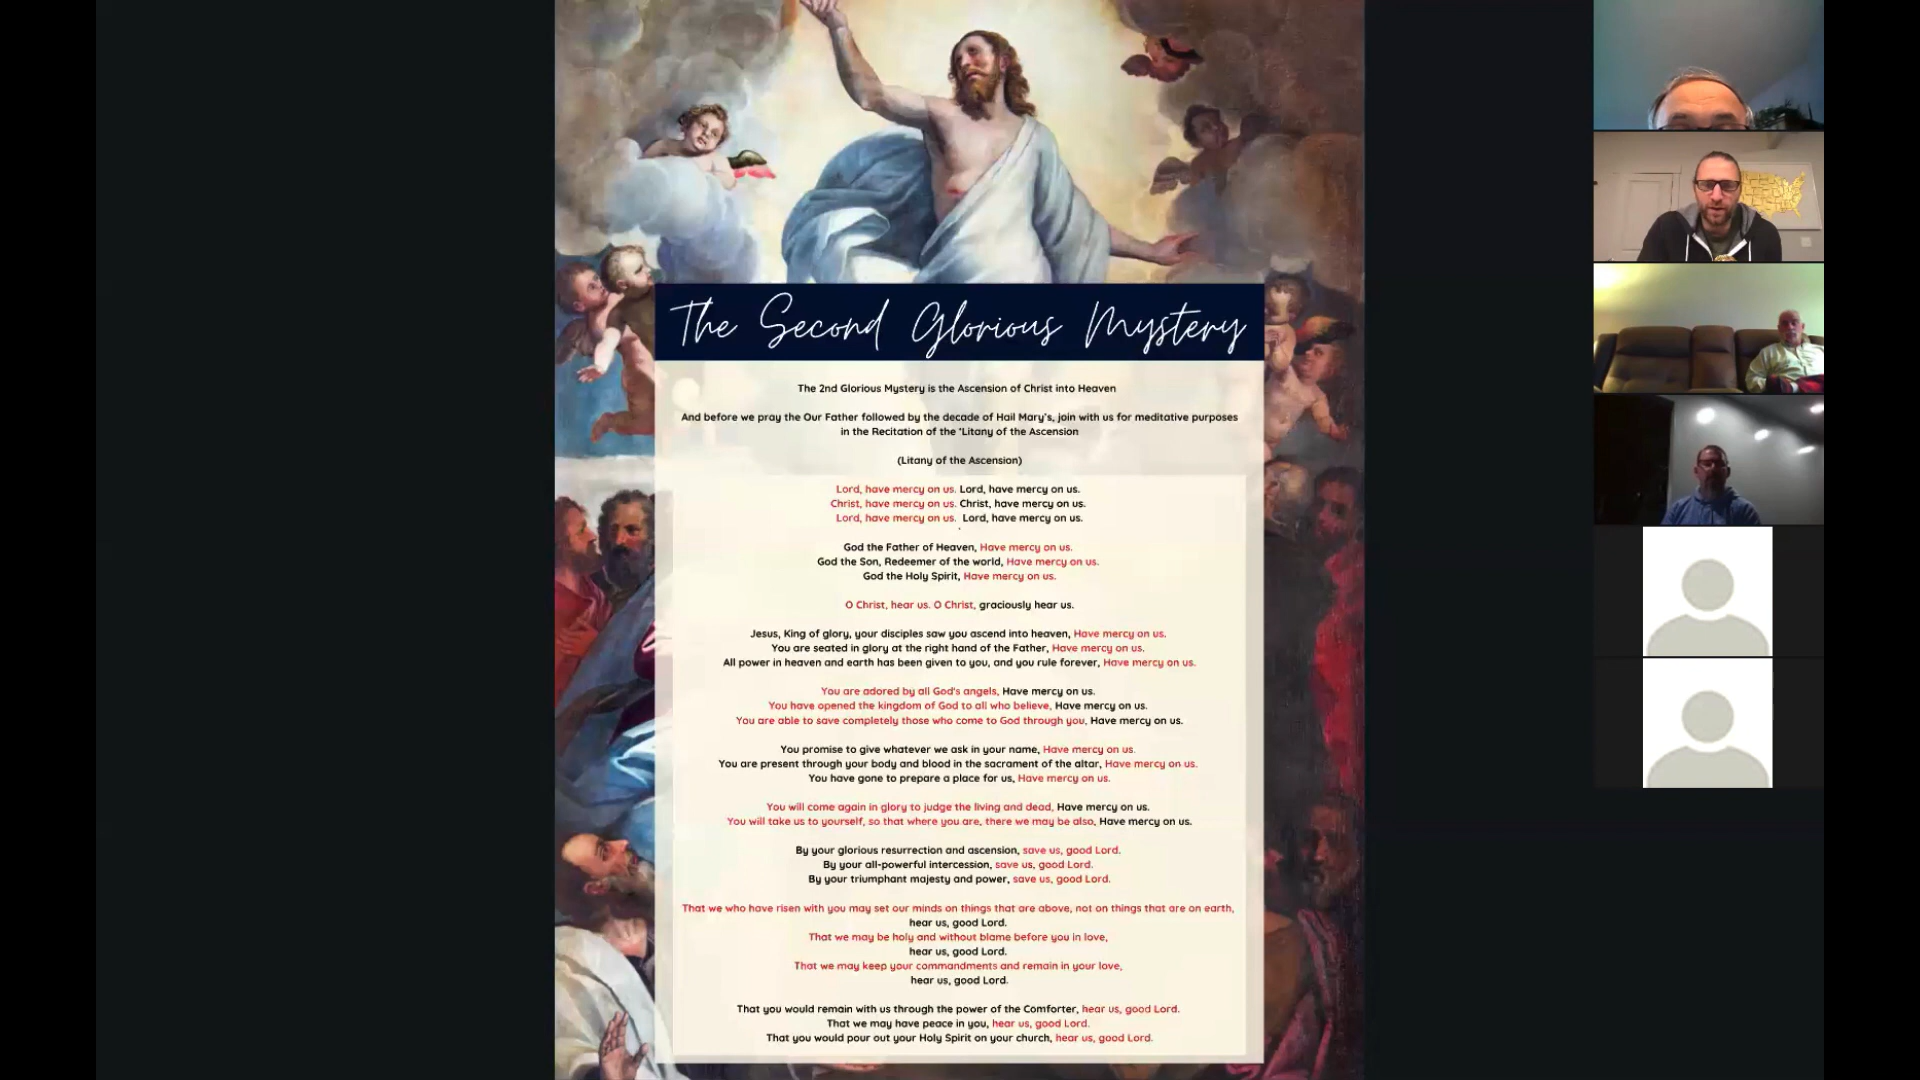 The Second Glorious Mystery
The 2nd Glorious Mystery is the Ascension of Christ into Heaven
And before we pray the Our Father followed by the decade of Hail Mary's, join with us for meditative purposes
in the Recitation of the 'Litany of the Ascension
(Litany of the Ascension)
Lord, have mercy on us. Lord, have mercy on us.
Christ, have mercy on us. Christ, have mercy on us.
Lord, have mercy on us. Lord, have mercy on us.
God the Father of Heaven, Have mercy on us.
God the Son, Redeemer of the world, Have mercy on us.
God the Holy Spirit, Have mercy on us.
O Christ, hear us. O Christ, graciously hear us.
Jesus, King of glory, your disciples saw you ascend into heaven, Have mercy on us.
You are seated in glory at the right hand of the Father, Have mercy on us.
All power in heaven and earth has been given to you, and you rule forever, Have mercy on us.
You are adored by all God's angels, Have mercy on us.
You have opened the kingdom of God to all who believe, Have mercy on us.
You are able to save completely those who come to God through you, Have mercy on us.
You promise to give whatever we ask in your name, Have mercy on us.
You are present through your body and blood in the sacrament of the altar, Have mercy on us.
You have gone to prepare a place for us, Have mercy on us.
You will come again in glory to judge the living and dead, Have mercy on us.
You will take us to yourself, so that where you are, there we may be also, Have mercy on us.
By your glorious resurrection and ascension, save us, good Lord.
By your all-powerful intercession, save us, good Lord.
By your triumphant majesty and power, save us, good Lord.
That we who have risen with you may set our minds on things that are above, not on things that are on earth,
hear us, good Lord.
That we may be holy and without blame before you in love,
hear us, good Lord.
That we may keep your commandments and remain in your love,
hear us, good Lord.
That you would remain with us through the power of the Comforter, hear us, good Lord.
That we may have peace in you, hear us, good Lord.
That you would pour out your Holy Spirit on your church, hear us, good Lord.